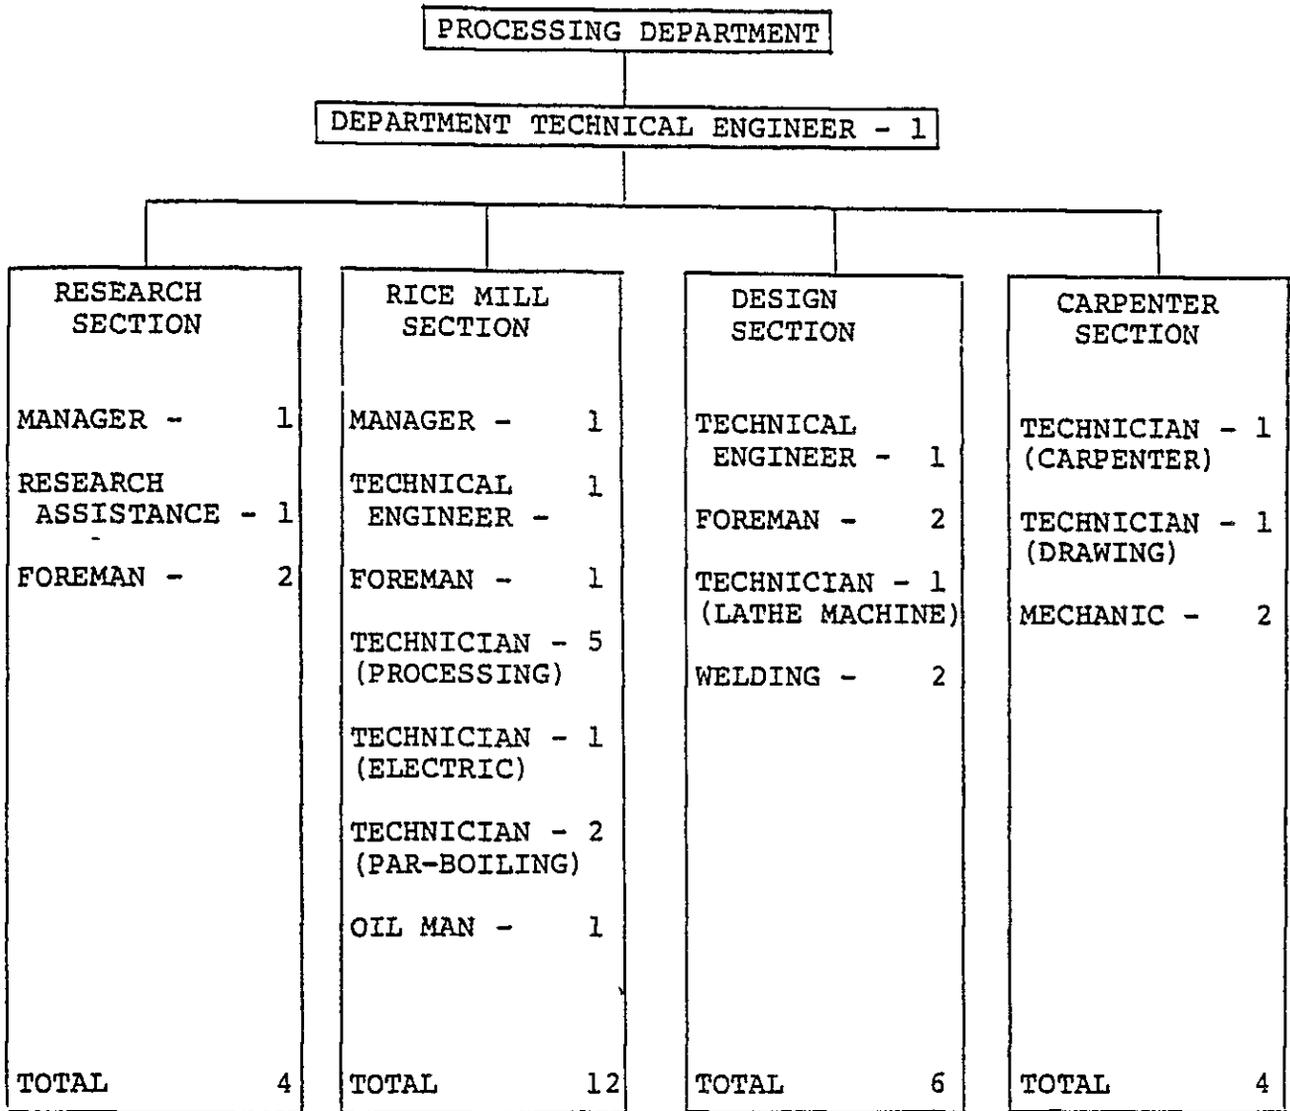 PROCESSING DEPARTMENT
DEPARTMENT TECHNICAL ENGINEER - 1
RESEARCH
SECTION
MANAGER - 1
RESEARCH
ASSISTANCE - 1
FOREMAN - 2
TOTAL 4
RICE MILL
SECTION
MANAGER - 1
TECHNICAL 1
ENGINEER -
FOREMAN - 1
TECHNICIAN - 5
(PROCESSING)
TECHNICIAN - 1
(ELECTRIC)
TECHNICIAN - 2
(PAR-BOILING)
OIL MAN - 1
TOTAL 12
DESIGN
SECTION
TECHNICAL
ENGINEER - 1
FOREMAN - 2
TECHNICIAN - 1
(LATHE MACHINE)
WELDING - 2
TOTAL 6
CARPENTER
SECTION
TECHNICIAN - 1
(CARPENTER)
TECHNICIAN - 1
(DRAWING)
MECHANIC - 2
TOTAL 4